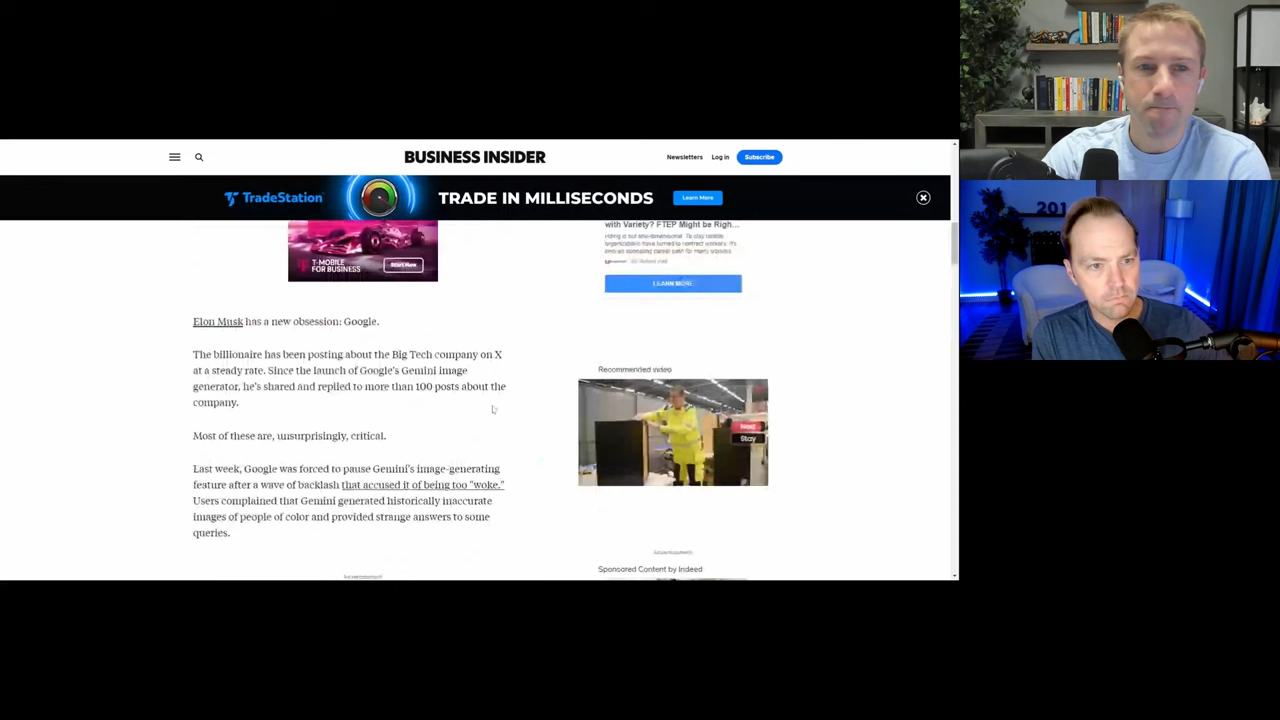 BUSINESS INSIDER
Newsletters Log in Subscribe
TradeStation TRADE IN MILLISECONDS Learn More
T-MOBILE
FOR BUSINESS
with Variety? FTEP Might be Righ...
LEARN MORE
Elon Musk has a new obsession: Google.
The billionaire has been posting about the Big Tech company on X
at a steady rate. Since the launch of Google's Gemini image
generator, he's shared and replied to more than 100 posts about the
company.
Most of these are, unsurprisingly, critical.
Last week, Google was forced to pause Gemini's image-generating
feature after a wave of backlash that accused it of being too "woke."
Users complained that Gemini generated historically inaccurate
images of people of color and provided strange answers to some
queries.
Advertisement
Recommended video
Next
Stay
Advertisement
Sponsored Content by Indeed
201